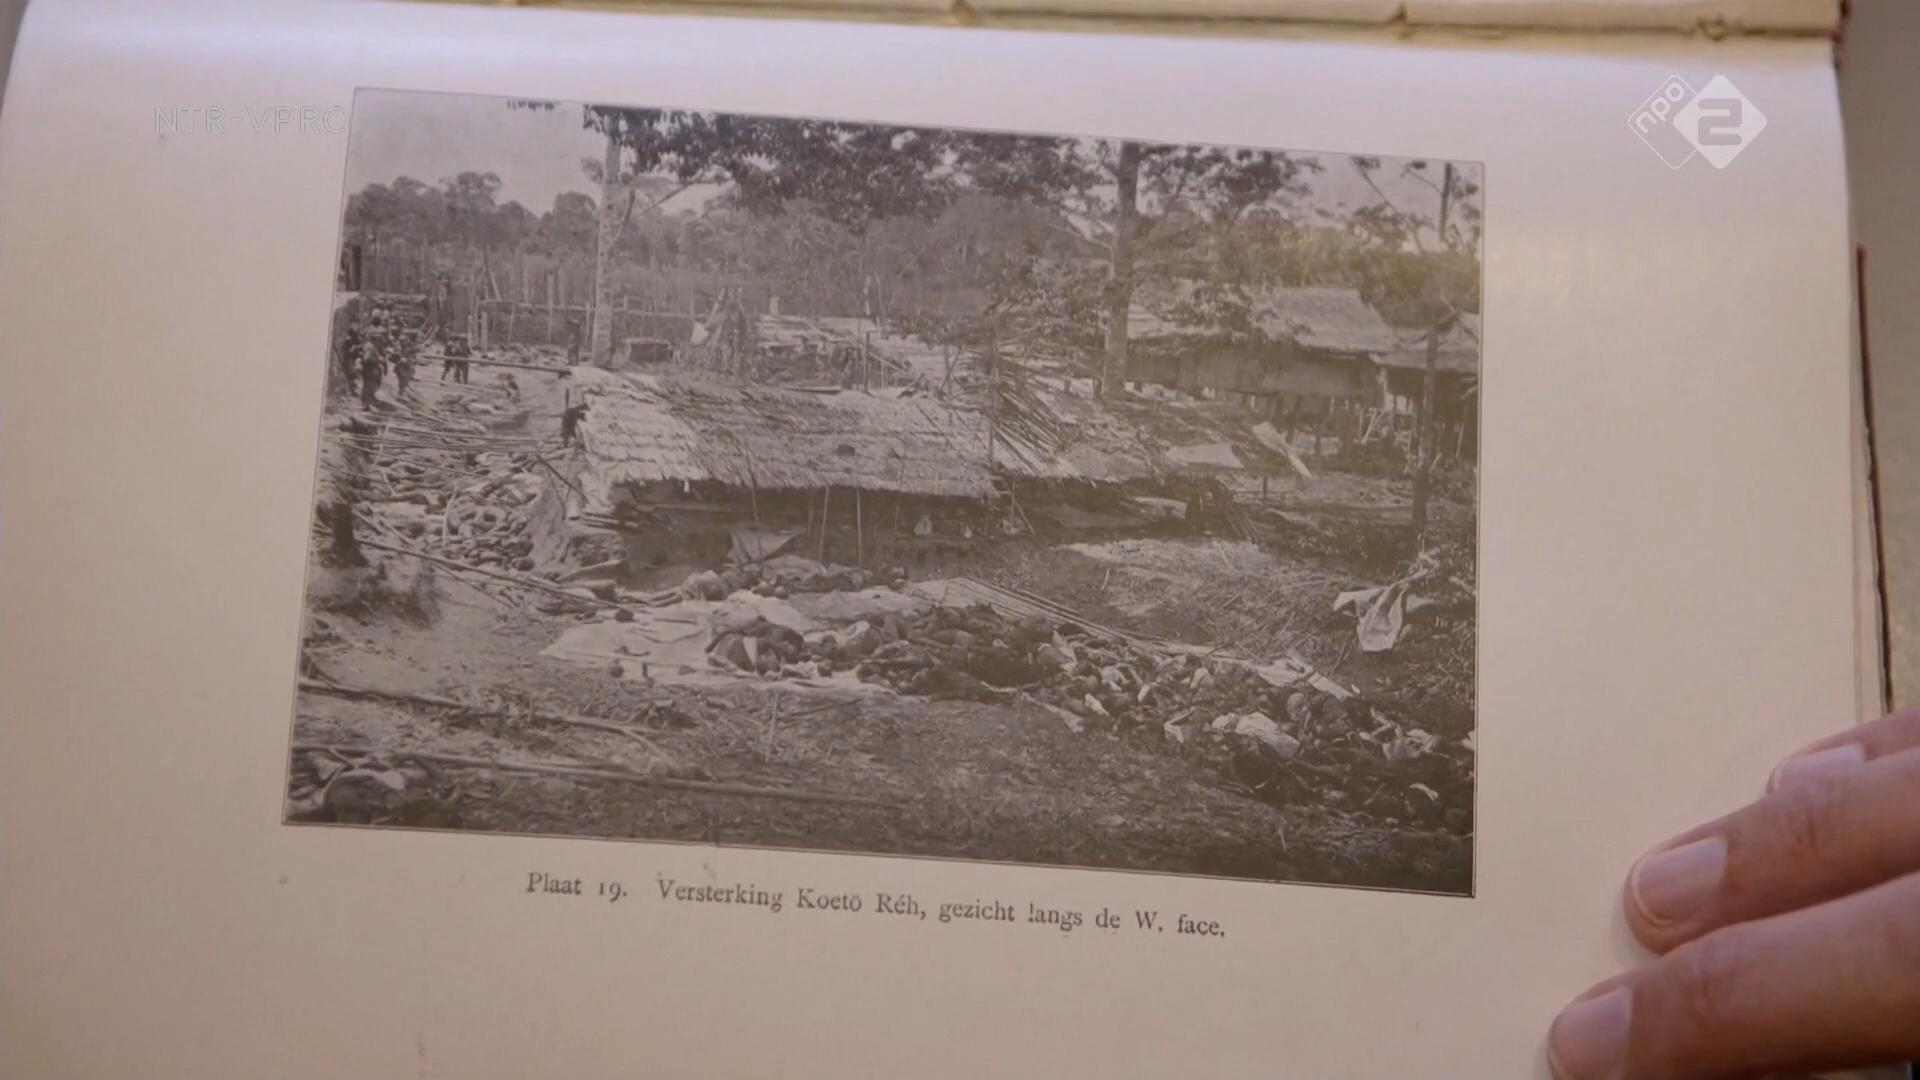 NTR-VPRO
npo 2
Plaat 19. Versterking Koetö Réh, gezicht langs de W. face.